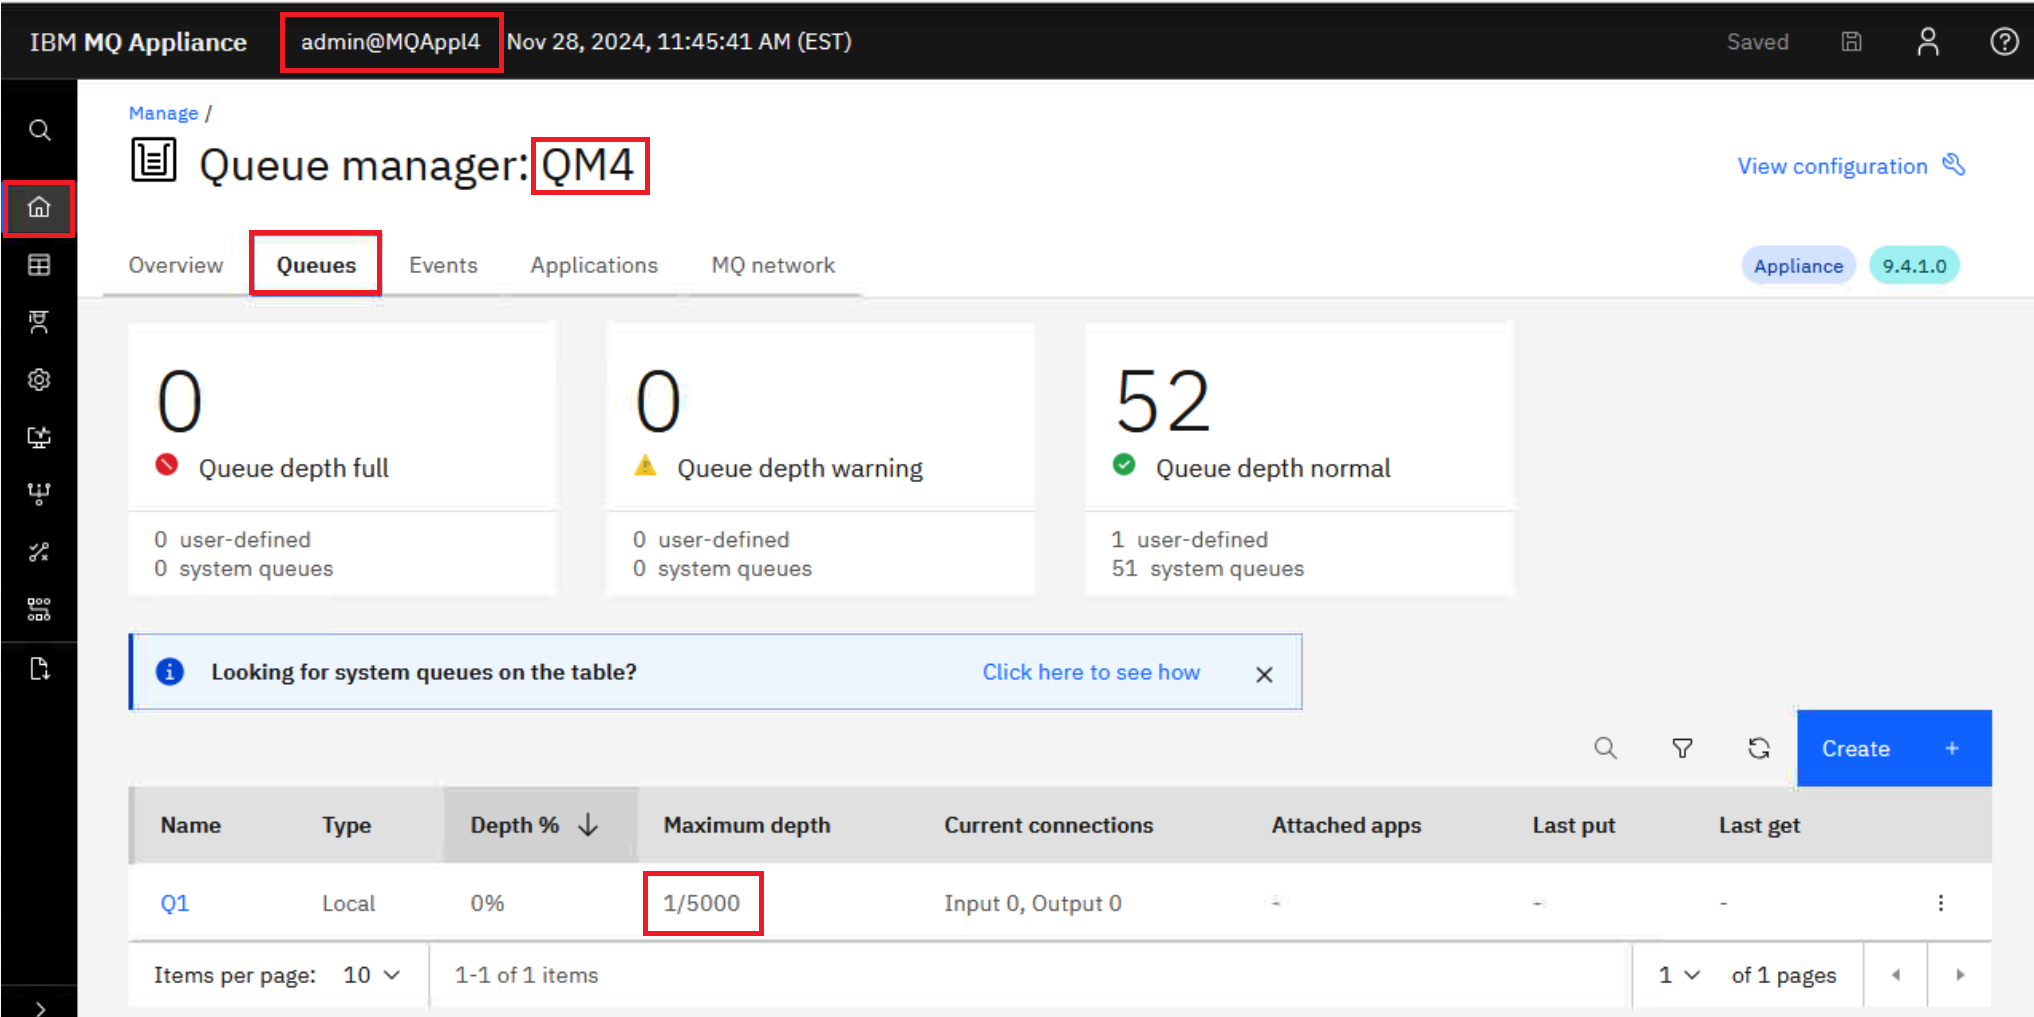 IBM MQ Appliance admin@MQAppl4 Nov 28, 2024, 11:45:41 AM (EST) Saved
Manage /
Queue manager: QM4
View configuration
Overview Queues Events Applications MQ network
Appliance 9.4.1.0
0
Queue depth full
0 user-defined
0 system queues
0
Queue depth warning
0 user-defined
0 system queues
52
Queue depth normal
1 user-defined
51 system queues
Looking for system queues on the table? Click here to see how
Create +
Name Type Depth % Maximum depth Current connections Attached apps Last put Last get
Q1 Local 0% 1/5000 Input 0, Output 0 - - -
Items per page: 10 1-1 of 1 items 1 of 1 pages